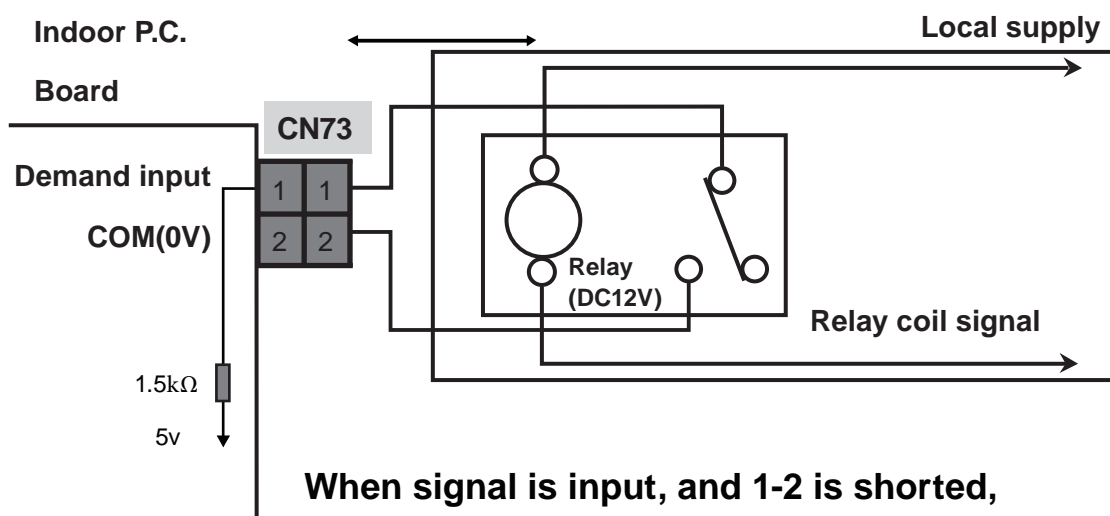 Indoor P.C.
Board
Local supply
CN73
Demand input
COM(0V)
1 1
2 2
Relay
(DC12V)
Relay coil signal
1.5kΩ
5v
When signal is input, and 1-2 is shorted,